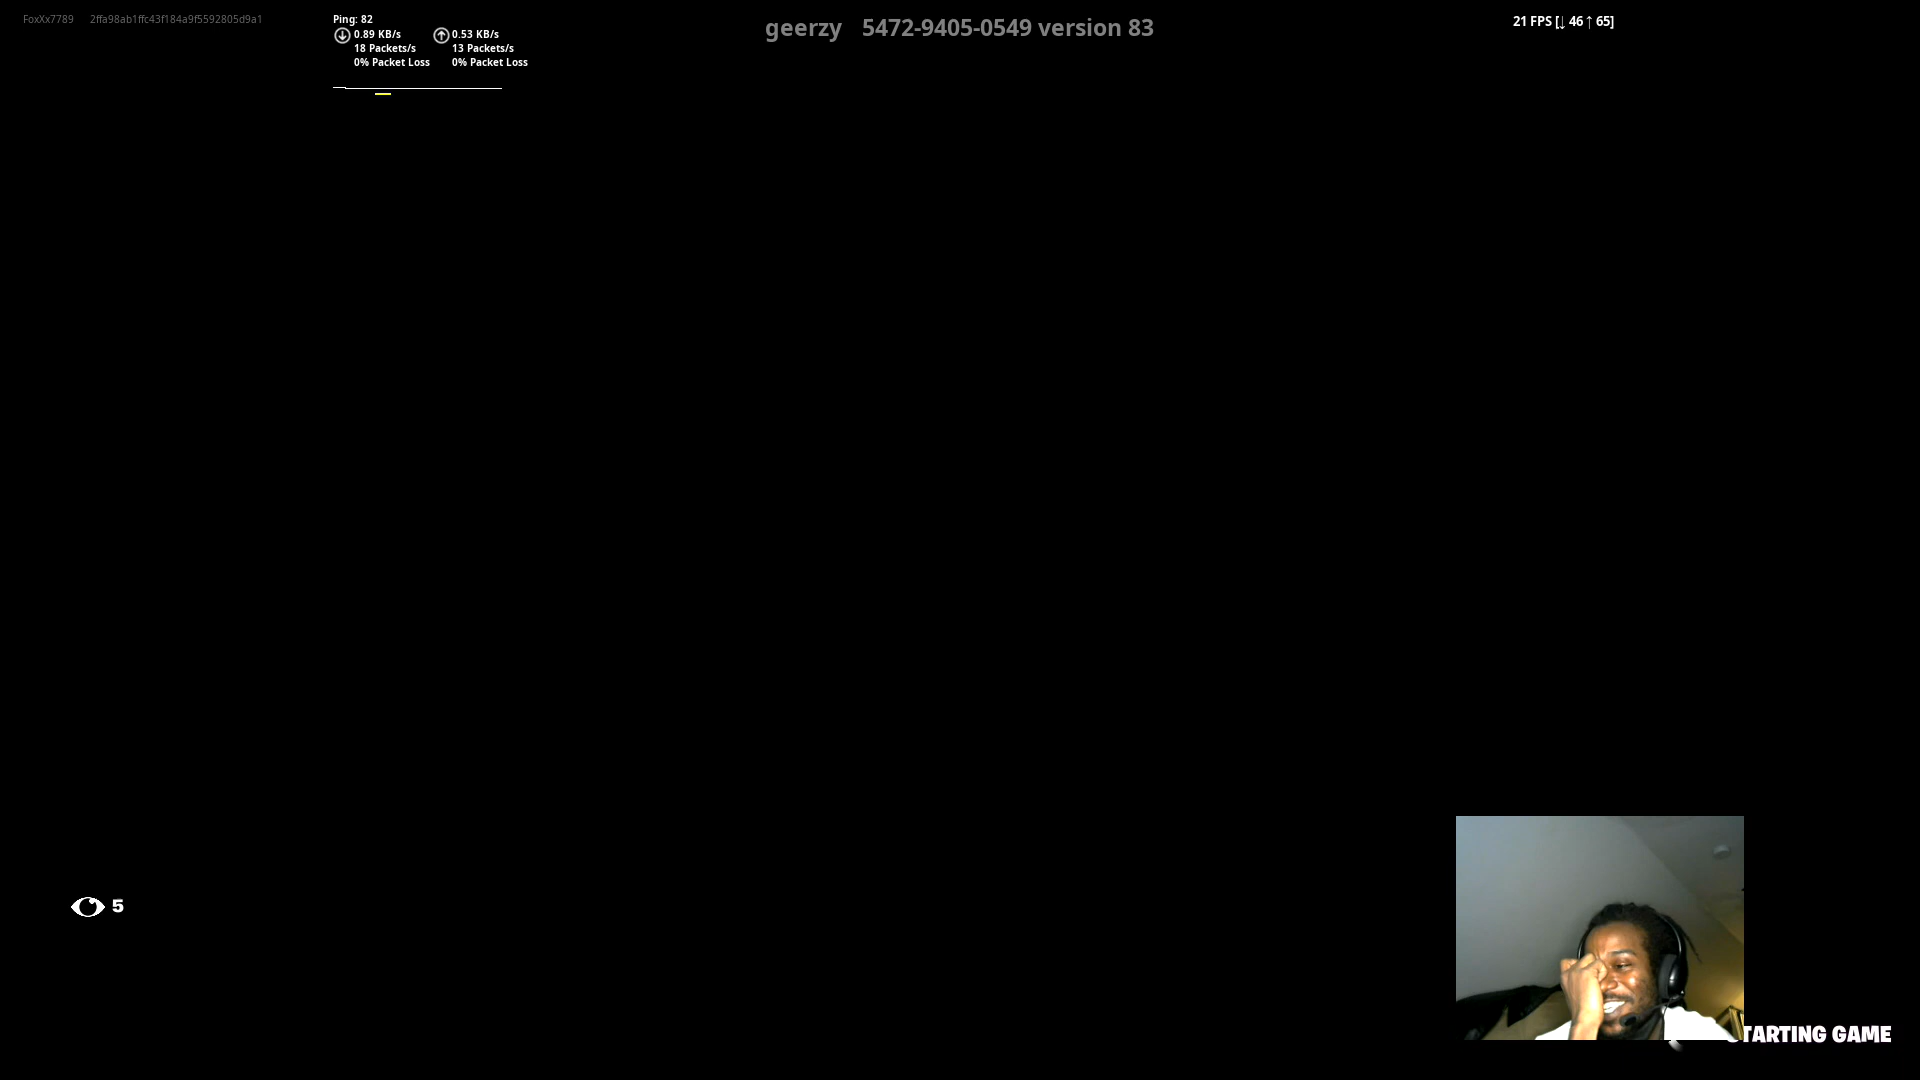 FoxXx7789 2ffa98ab1ffc43f184a9f5592805d9a1
Ping: 82
0.89 KB/s 0.53 KB/s
18 Packets/s 13 Packets/s
0% Packet Loss 0% Packet Loss
geerzy 5472-9405-0549 version 83
21 FPS [↓ 46 ↑ 65]
5
TARTING GAME